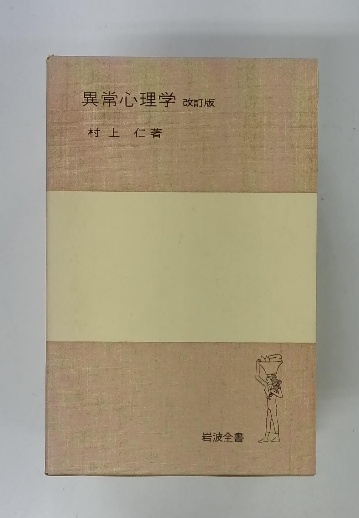 異常心理学 改訂版
村上 仁著
岩波全書